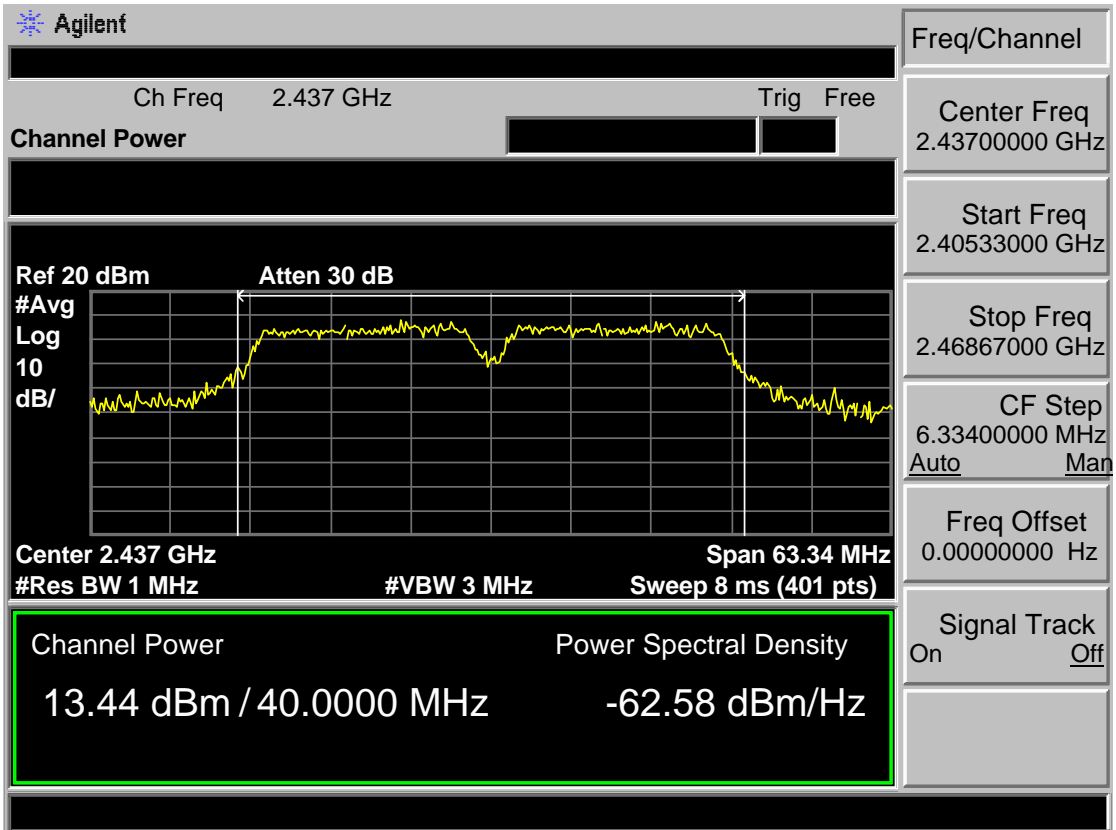 Agilent
Freq/Channel
Ch Freq 2.437 GHz Trig Free
Channel Power
Center Freq
2.43700000 GHz
Start Freq
2.40533000 GHz
Stop Freq
2.46867000 GHz
CF Step
6.33400000 MHz
Auto Man
Freq Offset
0.00000000 Hz
Signal Track
On Off
Ref 20 dBm Atten 30 dB
#Avg
Log
10
dB/
Center 2.437 GHz Span 63.34 MHz
#Res BW 1 MHz #VBW 3 MHz Sweep 8 ms (401 pts)
Channel Power Power Spectral Density
13.44 dBm / 40.0000 MHz -62.58 dBm/Hz